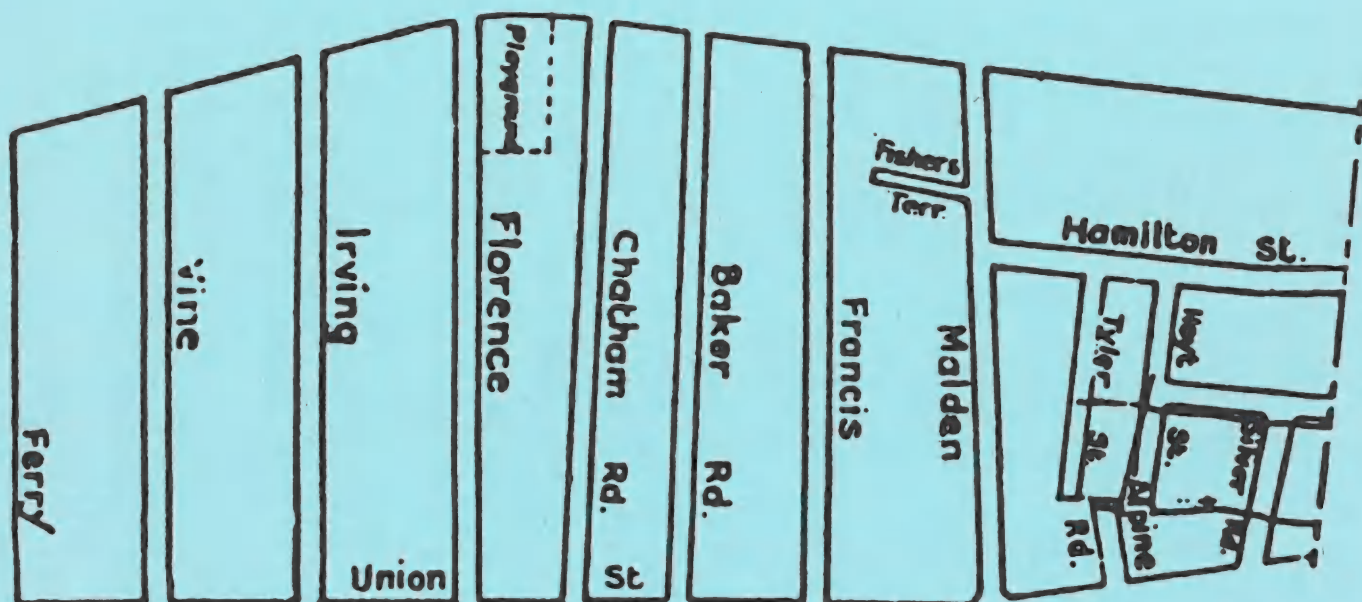 Playground
Fishers
Terr.
Hamilton St.
Ferry
Vine
Irving
Florence
Chatham Rd.
Baker Rd.
Francis
Malden
Tyler St.
Hoyt
St.
Rd.
Alpine
Rd.
Union St